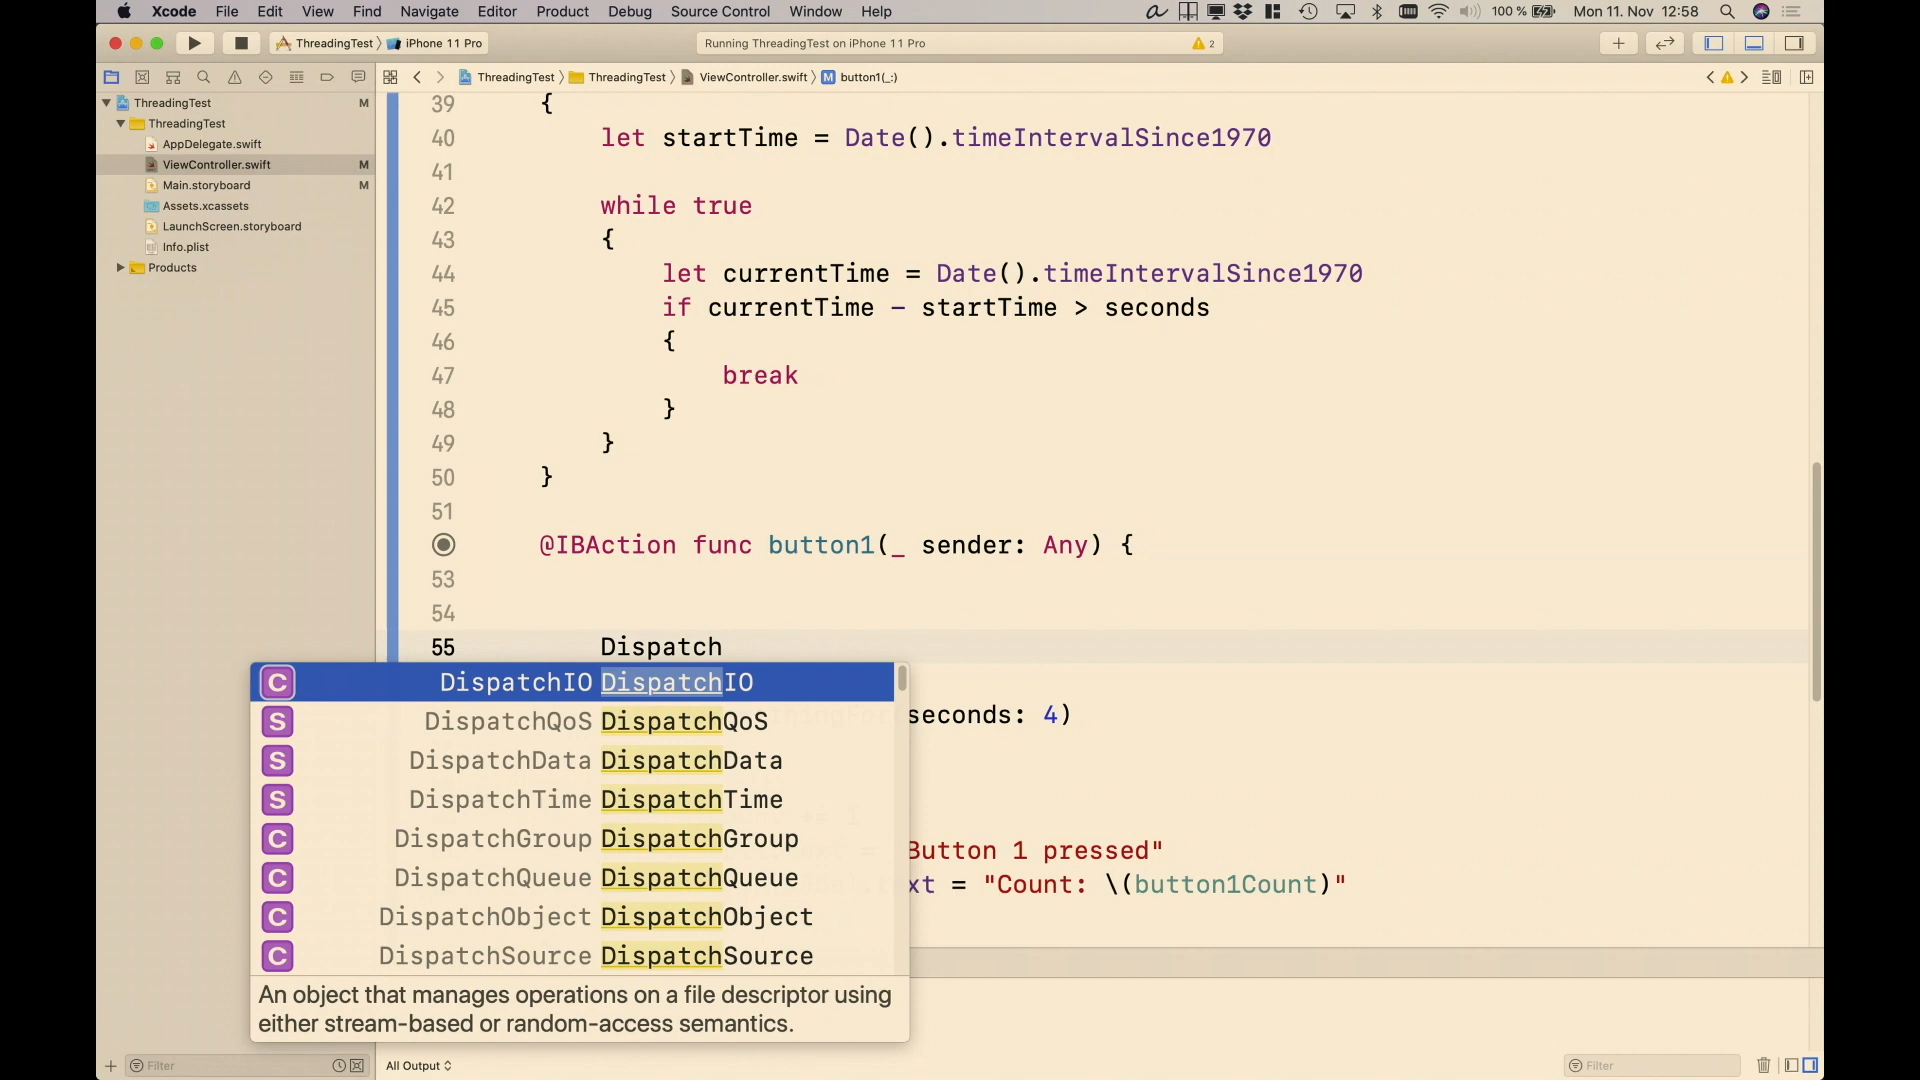 Xcode File Edit View Find Navigate Editor Product Debug Source Control Window Help 100 % Mon 11. Nov 12:58
ThreadingTest iPhone 11 Pro Running ThreadingTest on iPhone 11 Pro 2
ThreadingTest ThreadingTest ViewController.swift M button1(_:)
ThreadingTest M
ThreadingTest
AppDelegate.swift
ViewController.swift M
Main.storyboard M
Assets.xcassets
LaunchScreen.storyboard
Info.plist
Products
39 {
40 let startTime = Date().timeIntervalSince1970
41
42 while true
43 {
44 let currentTime = Date().timeIntervalSince1970
45 if currentTime - startTime > seconds
46 {
47 break
48 }
49 }
50 }
51
@IBAction func button1(_ sender: Any) {
53
54
55 Dispatch
C DispatchIO DispatchIO
S DispatchQoS DispatchQoS
seconds: 4)
S DispatchData DispatchData
S DispatchTime DispatchTime
C DispatchGroup DispatchGroup
Button 1 pressed"
C DispatchQueue DispatchQueue
xt = "Count: \(button1Count)"
C DispatchObject DispatchObject
C DispatchSource DispatchSource
An object that manages operations on a file descriptor using
either stream-based or random-access semantics.
Filter All Output Filter